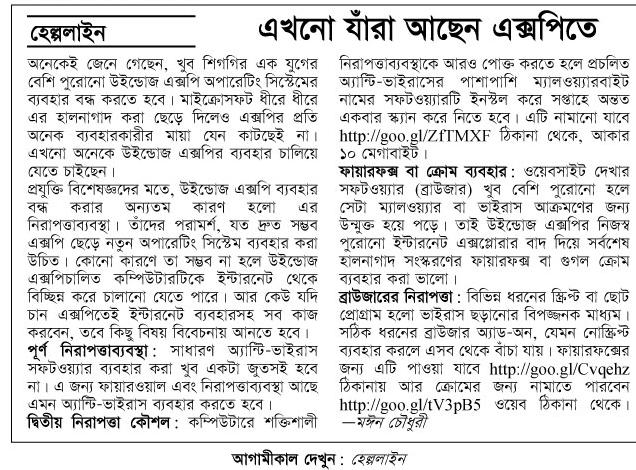 হেল্পলাইন
এখনো যাঁরা আছেন এক্সপিতে
অনেকেই জেনে গেছেন, খুব শিগগির এক যুগের
বেশি পুরোনো উইন্ডোজ এক্সপি অপারেটিং সিস্টেমের
ব্যবহার বন্ধ করতে হবে। মাইক্রোসফট ধীরে ধীরে
এর হালনাগাদ করা ছেড়ে দিলেও এক্সপির প্রতি
অনেক ব্যবহারকারীর মায়া যেন কাটছেই না।
এখনো অনেকে উইন্ডোজ এক্সপির ব্যবহার চালিয়ে
যেতে চাইছেন।
প্রযুক্তি বিশেষজ্ঞদের মতে, উইন্ডোজ এক্সপি ব্যবহার
বন্ধ করার অন্যতম কারণ হলো এর
নিরাপত্তাব্যবস্থা। তাঁদের পরামর্শ, যত দ্রুত সম্ভব
এক্সপি ছেড়ে নতুন অপারেটিং সিস্টেম ব্যবহার করা
উচিত। কোনো কারণে তা সম্ভব না হলে উইন্ডোজ
এক্সপিচালিত কম্পিউটারটিকে ইন্টারনেট থেকে
বিচ্ছিন্ন করে চালানো যেতে পারে। আর কেউ যদি
চান এক্সপিতেই ইন্টারনেট ব্যবহারসহ সব কাজ
করবেন, তবে কিছু বিষয় বিবেচনায় আনতে হবে।
পূর্ণ নিরাপত্তাব্যবস্থা : সাধারণ অ্যান্টি-ভাইরাস
সফটওয়্যার ব্যবহার করা খুব একটা জুতসই হবে
না। এ জন্য ফায়ারওয়াল এবং নিরাপত্তা আছে
এমন অ্যান্টি-ভাইরাস ব্যবহার করতে হবে।
দ্বিতীয় নিরাপত্তা কৌশল : কম্পিউটারে শক্তিশালী
নিরাপত্তাব্যবস্থাকে আরও পোক্ত করতে হলে প্রচলিত
অ্যান্টি-ভাইরাসের পাশাপাশি ম্যালওয়্যারবাইট
নামের সফটওয়্যারটি ইনস্টল করে সপ্তাহে অন্তত
একবার স্ক্যান করে নিতে হবে। এটি নামানো যাবে
http://goo.gl/ZfTMXF ঠিকানা থেকে, আকার
১০ মেগাবাইট।
ফায়ারফক্স বা ক্রোম ব্যবহার : ওয়েবসাইট দেখার
সফটওয়্যার (ব্রাউজার) খুব বেশি পুরোনো হলে
সেটা ম্যালওয়্যার বা ভাইরাস আক্রমণের জন্য
উন্মুক্ত হয়ে পড়ে। তাই উইন্ডোজ এক্সপির নিজস্ব
পুরোনো ইন্টারনেট এক্সপ্লোরার বাদ দিয়ে সর্বশেষ
হালনাগাদ সংস্করণের ফায়ারফক্স বা গুগল ক্রোম
ব্যবহার করা ভালো।
ব্রাউজারের নিরাপত্তা : বিভিন্ন ধরনের স্ক্রিপ্ট বা ছোট
প্রোগ্রাম হলো ভাইরাস ছড়ানোর বিপজ্জনক মাধ্যম।
সঠিক ধরনের ব্রাউজার অ্যাড-অন, যেমন নোস্ক্রিপ্ট
ব্যবহার করলে এসব থেকে বাঁচা যায়। ফায়ারফক্সের
জন্য এটি পাওয়া যাবে http://goo.gl/Cvqehz
ঠিকানায় আর ক্রোমের জন্য নামাতে পারবেন
http://goo.gl/tV3pB5 ওয়েব ঠিকানা থেকে।
—মঈন চৌধুরী
আগামীকাল দেখুন : হেল্পলাইন